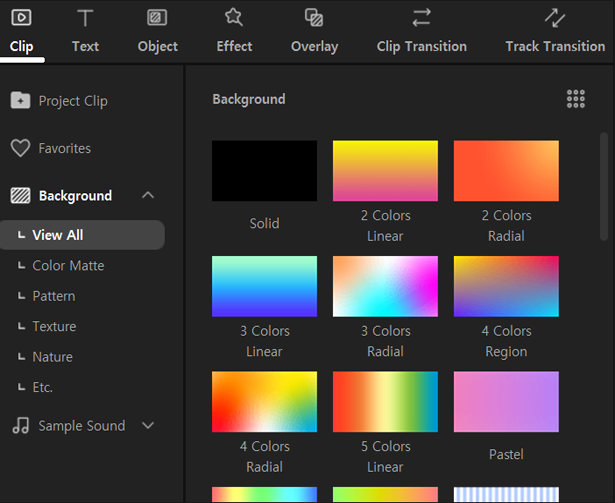 Clip Text Object Effect Overlay Clip Transition Track Transition
Project Clip
Favorites
Background
View All
Color Matte
Pattern
Texture
Nature
Etc.
Sample Sound
Background
Solid
2 Colors
Linear
2 Colors
Radial
3 Colors
Linear
3 Colors
Radial
4 Colors
Region
4 Colors
Radial
5 Colors
Linear
Pastel